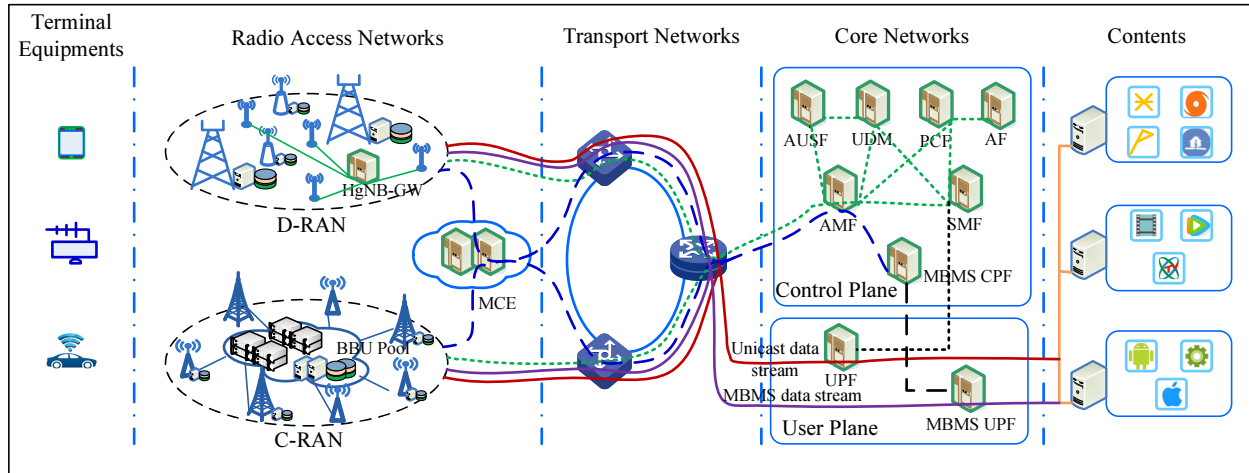 Terminal
Equipments
Radio Access Networks
Transport Networks
Core Networks
Contents
HgNB-GW
D-RAN
MCE
BBU Pool
C-RAN
AUSF
UDM
PCF
AF
AMF
SMF
MBMS CPF
Control Plane
Unicast data
stream
UPF
MBMS data stream
User Plane
MBMS UPF